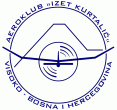 AEROKLUB „IZET KURTALIĆ”
VISOKO - BOSNA I HERCEGOVINA